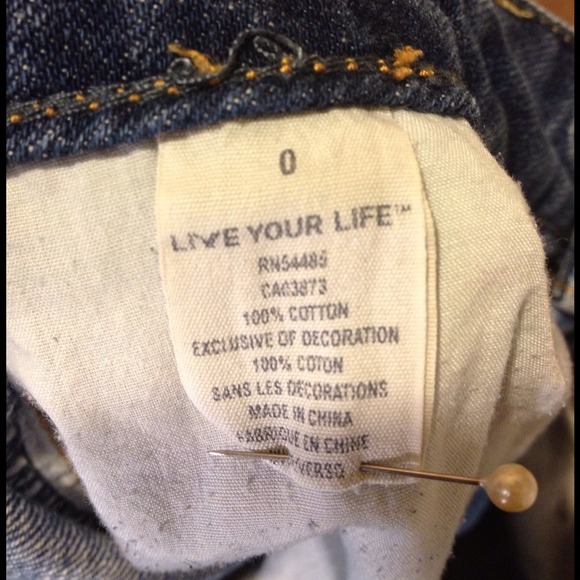 0
LIVE YOUR LIFE™
RN54485
CA03873
100% COTTON
EXCLUSIVE OF DECORATION
100% COTON
SANS LES DECORATIONS
MADE IN CHINA
FABRIQUE EN CHINE